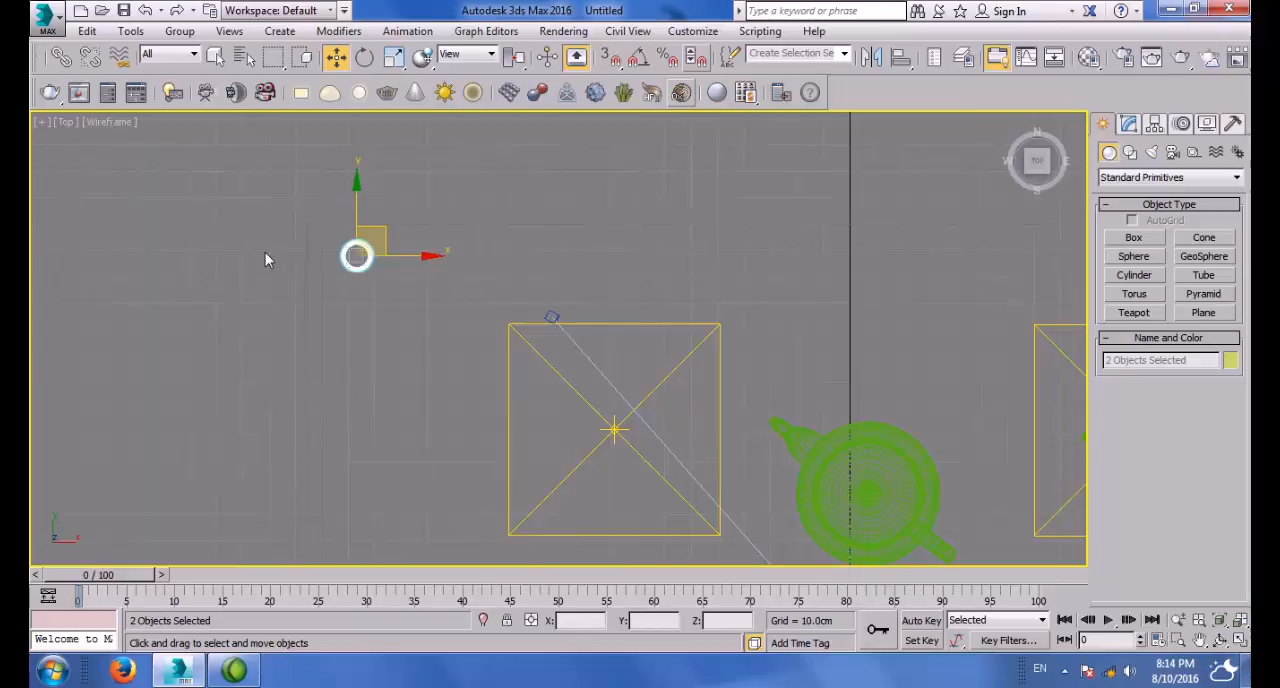 MAX
Workspace: Default
Autodesk 3ds Max 2016    Untitled
Type a keyword or phrase
Sign In
Edit Tools Group Views Create Modifiers Animation Graph Editors Rendering Civil View Customize Scripting Help
All
View
3
Create Selection Se
[ + ] [Top ] [Wireframe ]
N
W TOP E
S
y
x
y
z x
Standard Primitives
Object Type
AutoGrid
Box Cone
Sphere GeoSphere
Cylinder Tube
Torus Pyramid
Teapot Plane
Name and Color
2 Objects Selected
< 0 / 100 >
0 5 10 15 20 25 30 35 40 45 50 55 60 65 70 75 80 85 90 95 100
2 Objects Selected
X: Y: Z:
Grid = 10.0cm
Auto Key
Selected
Welcome to M
Click and drag to select and move objects
Add Time Tag
Set Key
Key Filters...
0
MAX
EN
8:14 PM
8/10/2016